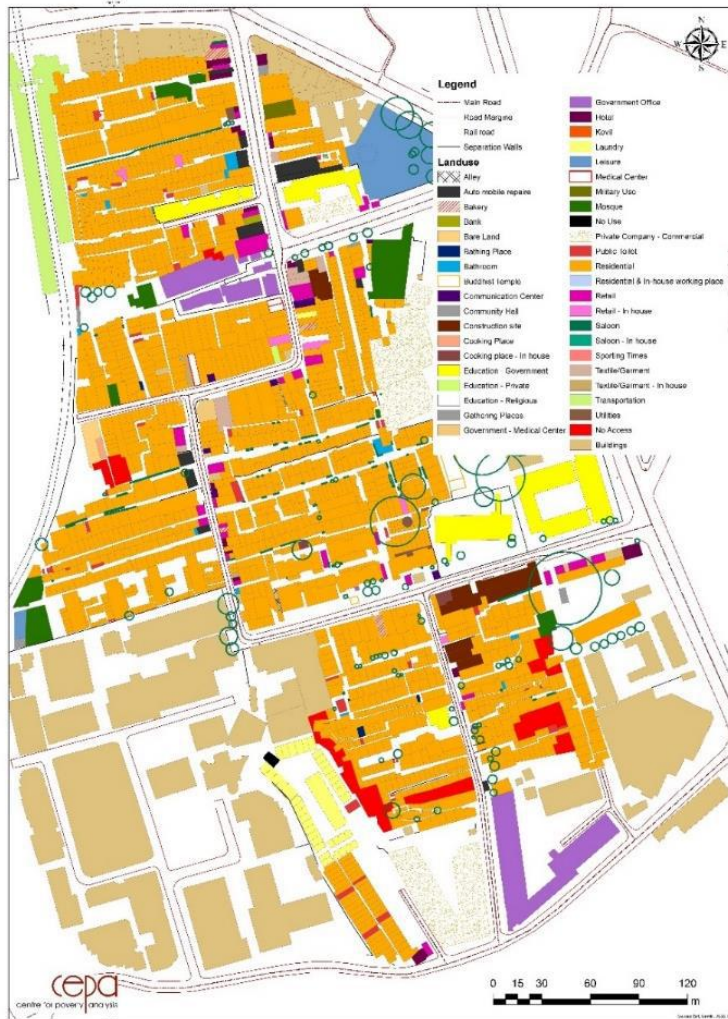 N
W E
S
Legend
Main Road
Road Margine
Rail road
Separation Walls
Landuse
Alley
Auto mobile repaire
Bakery
Bank
Bare Land
Bathing Place
Bathroom
Buddhist Temple
Communication Center
Community Hall
Construction site
Cooking Place
Cooking place - In house
Education - Government
Education - Private
Education - Religious
Gathering Places
Government - Medical Center
Government Office
Hotel
Kovil
Laundry
Leisure
Medical Center
Military Use
Mosque
No Use
Private Company - Commercial
Public Toilet
Residential
Residential & In-house working place
Retail
Retail - In house
Saloon
Saloon - In house
Sporting Times
Textile/Garment
Textile/Garment - In house
Transportation
Utilities
No Access
Buildings
cepa
centre for poverty analysis
0 15 30 60 90 120
m